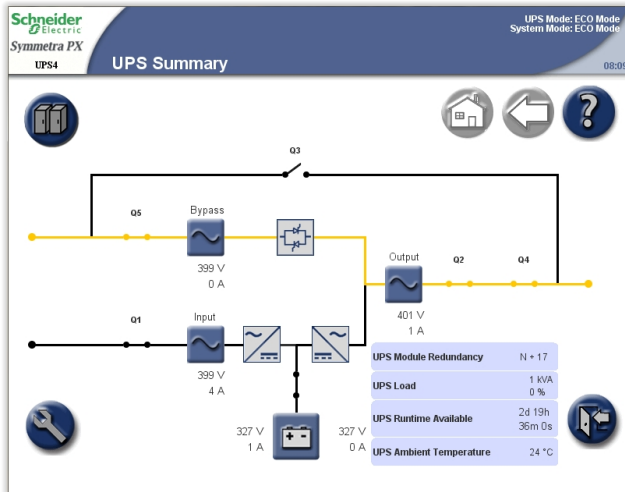 Schneider
Electric
Symmetra PX
UPS4
UPS Summary
UPS Mode: ECO Mode
System Mode: ECO Mode
08:09
?
Q3
Q5
Bypass
399 V
0 A
Output
Q2
Q4
401 V
1 A
Q1
Input
399 V
4 A
327 V
1 A
327 V
0 A
UPS Module Redundancy N + 17
UPS Load 1 kVA
0 %
UPS Runtime Available 2d 19h
36m 0s
UPS Ambient Temperature 24 °C